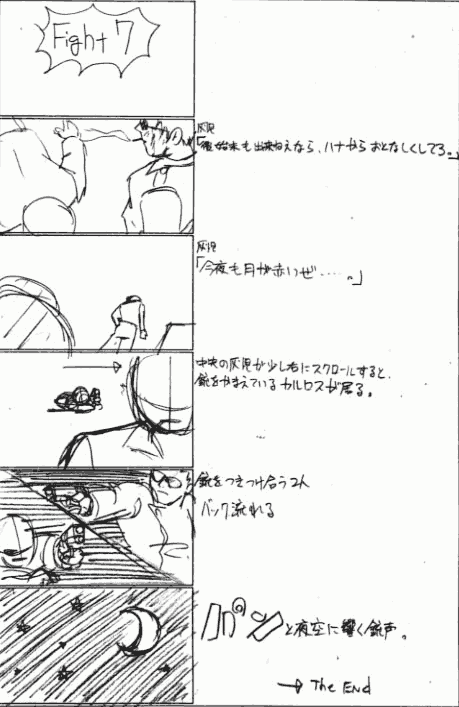 Fight 7
灰児
「後始末も出来ねえなら、ハナからおとなしくしてろ。」
灰児
「今夜も月が赤いぜ……。」
中央の灰児が少し右にスクロールすると、
銃をかまえているカルロスが居る。
銃をつきつけ合う2人
バック流れる
パンと夜空に響く銃声。
→ The End